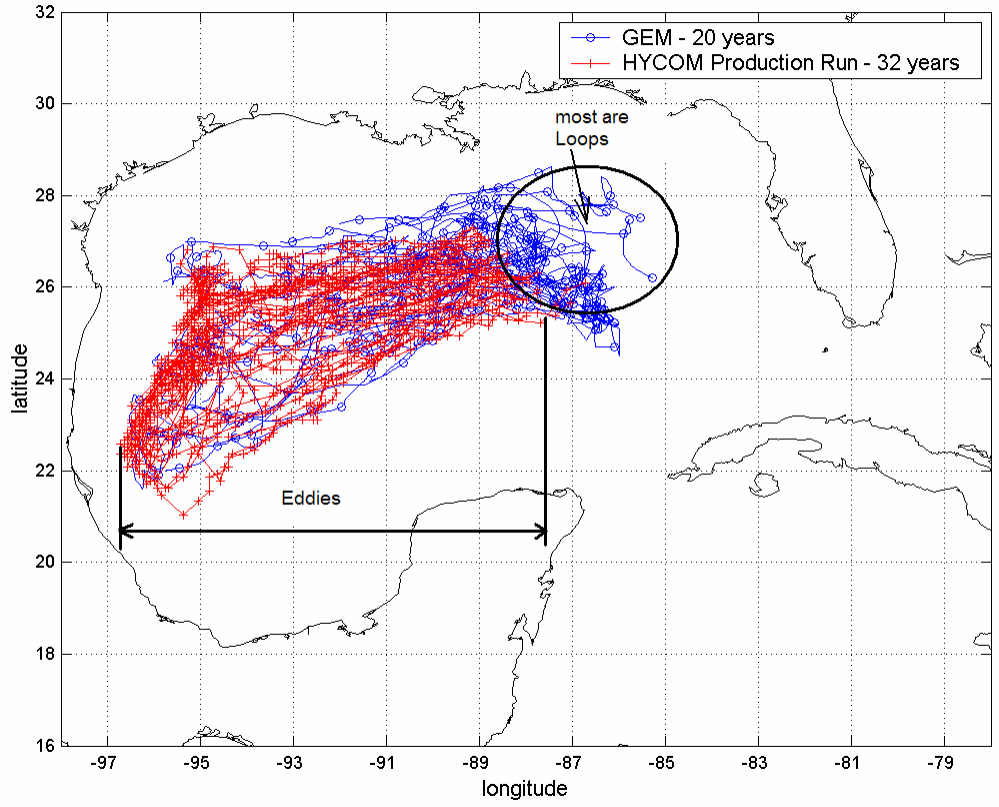 GEM - 20 years
HYCOM Production Run - 32 years
most are
Loops
Eddies
32
30
28
26
24
22
20
18
16
latitude
-97
-95
-93
-91
-89
-87
-85
-83
-81
-79
longitude